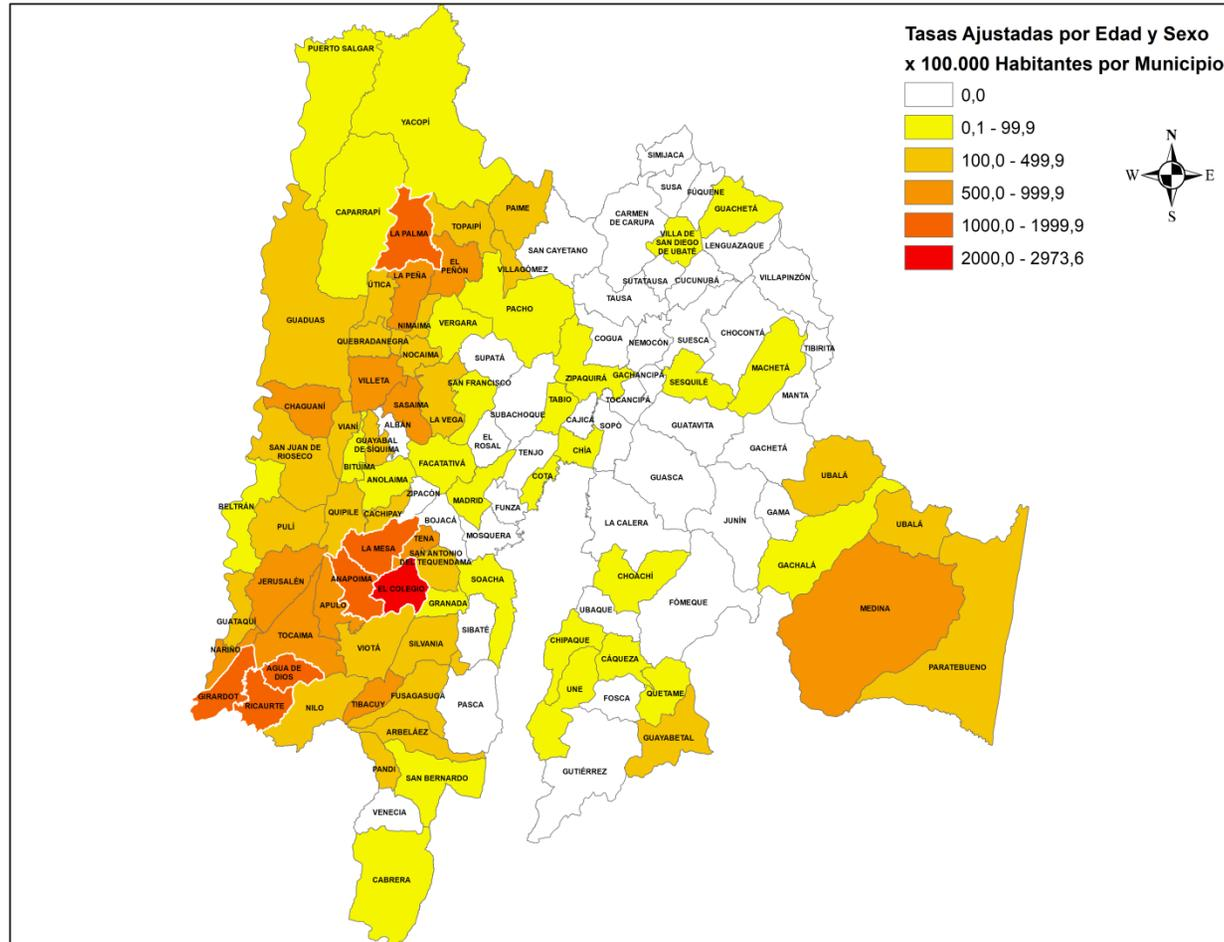 Tasas Ajustadas por Edad y Sexo
x 100.000 Habitantes por Municipio
0,0
0,1 - 99,9
100,0 - 499,9
500,0 - 999,9
1000,0 - 1999,9
2000,0 - 2973,6
N
W
E
S
PUERTO SALGAR
YACOPÍ
CAPARRAPÍ
LA PALMA
TOPAIPÍ
PAIME
EL
PEÑÓN
VILLAGÓMEZ
LA PEÑA
ÚTICA
GUADUAS
NIMAIMA
VERGARA
PACHO
QUEBRADANEGRA
NOCAIMA
SUPATÁ
VILLETA
SAN FRANCISCO
SASAIMA
CHAGUANÍ
LA VEGA
VIANÍ
ALBÁN
GUAYABAL
DE SÍQUIMA
SAN JUAN DE
RIOSECO
BITUIMA
ANOLAIMA
FACATATIVÁ
EL
ROSAL
SUBACHOQUE
TABIO
TENJO
ZIPACÓN
MADRID
COTA
FUNZA
BELTRÁN
PULÍ
QUIPILE
CACHIPAY
BOJACÁ
MOSQUERA
LA MESA
TENA
SAN ANTONIO
DEL TEQUENDAMA
JERUSALÉN
ANAPOIMA
EL COLEGIO
SOACHA
APULO
GRANADA
GUATAQUÍ
TOCAIMA
SIBATÉ
NARIÑO
VIOTÁ
SILVANIA
AGUA DE
DIOS
GIRARDOT
RICAURTE
NILO
TIBACUY
FUSAGASUGÁ
PASCA
ARBELÁEZ
PANDI
SAN BERNARDO
VENECIA
CABRERA
SIMIJACA
SUSA
FÚQUENE
GUACHETÁ
CARMEN
DE CARUPA
VILLA DE
SAN DIEGO
DE UBATÉ
LENGUAZAQUE
SAN CAYETANO
SUTATAUSA
CUCUNUBÁ
VILLAPINZÓN
TAUSA
COGUA
NEMOCÓN
SUESCA
CHOCONTÁ
TIBIRITA
MACHETÁ
ZIPAQUIRÁ
GACHANCIPÁ
SESQUILÉ
TOCANCIPÁ
MANTA
CAJICÁ
SOPÓ
GUATAVITA
CHÍA
GACHETÁ
GUASCA
UBALÁ
GAMA
LA CALERA
JUNÍN
UBALÁ
GACHALÁ
CHOACHÍ
FÓMEQUE
UBAQUE
MEDINA
CHIPAQUE
CÁQUEZA
PARATEBUENO
UNE
FOSCA
QUETAME
GUAYABETAL
GUTIÉRREZ